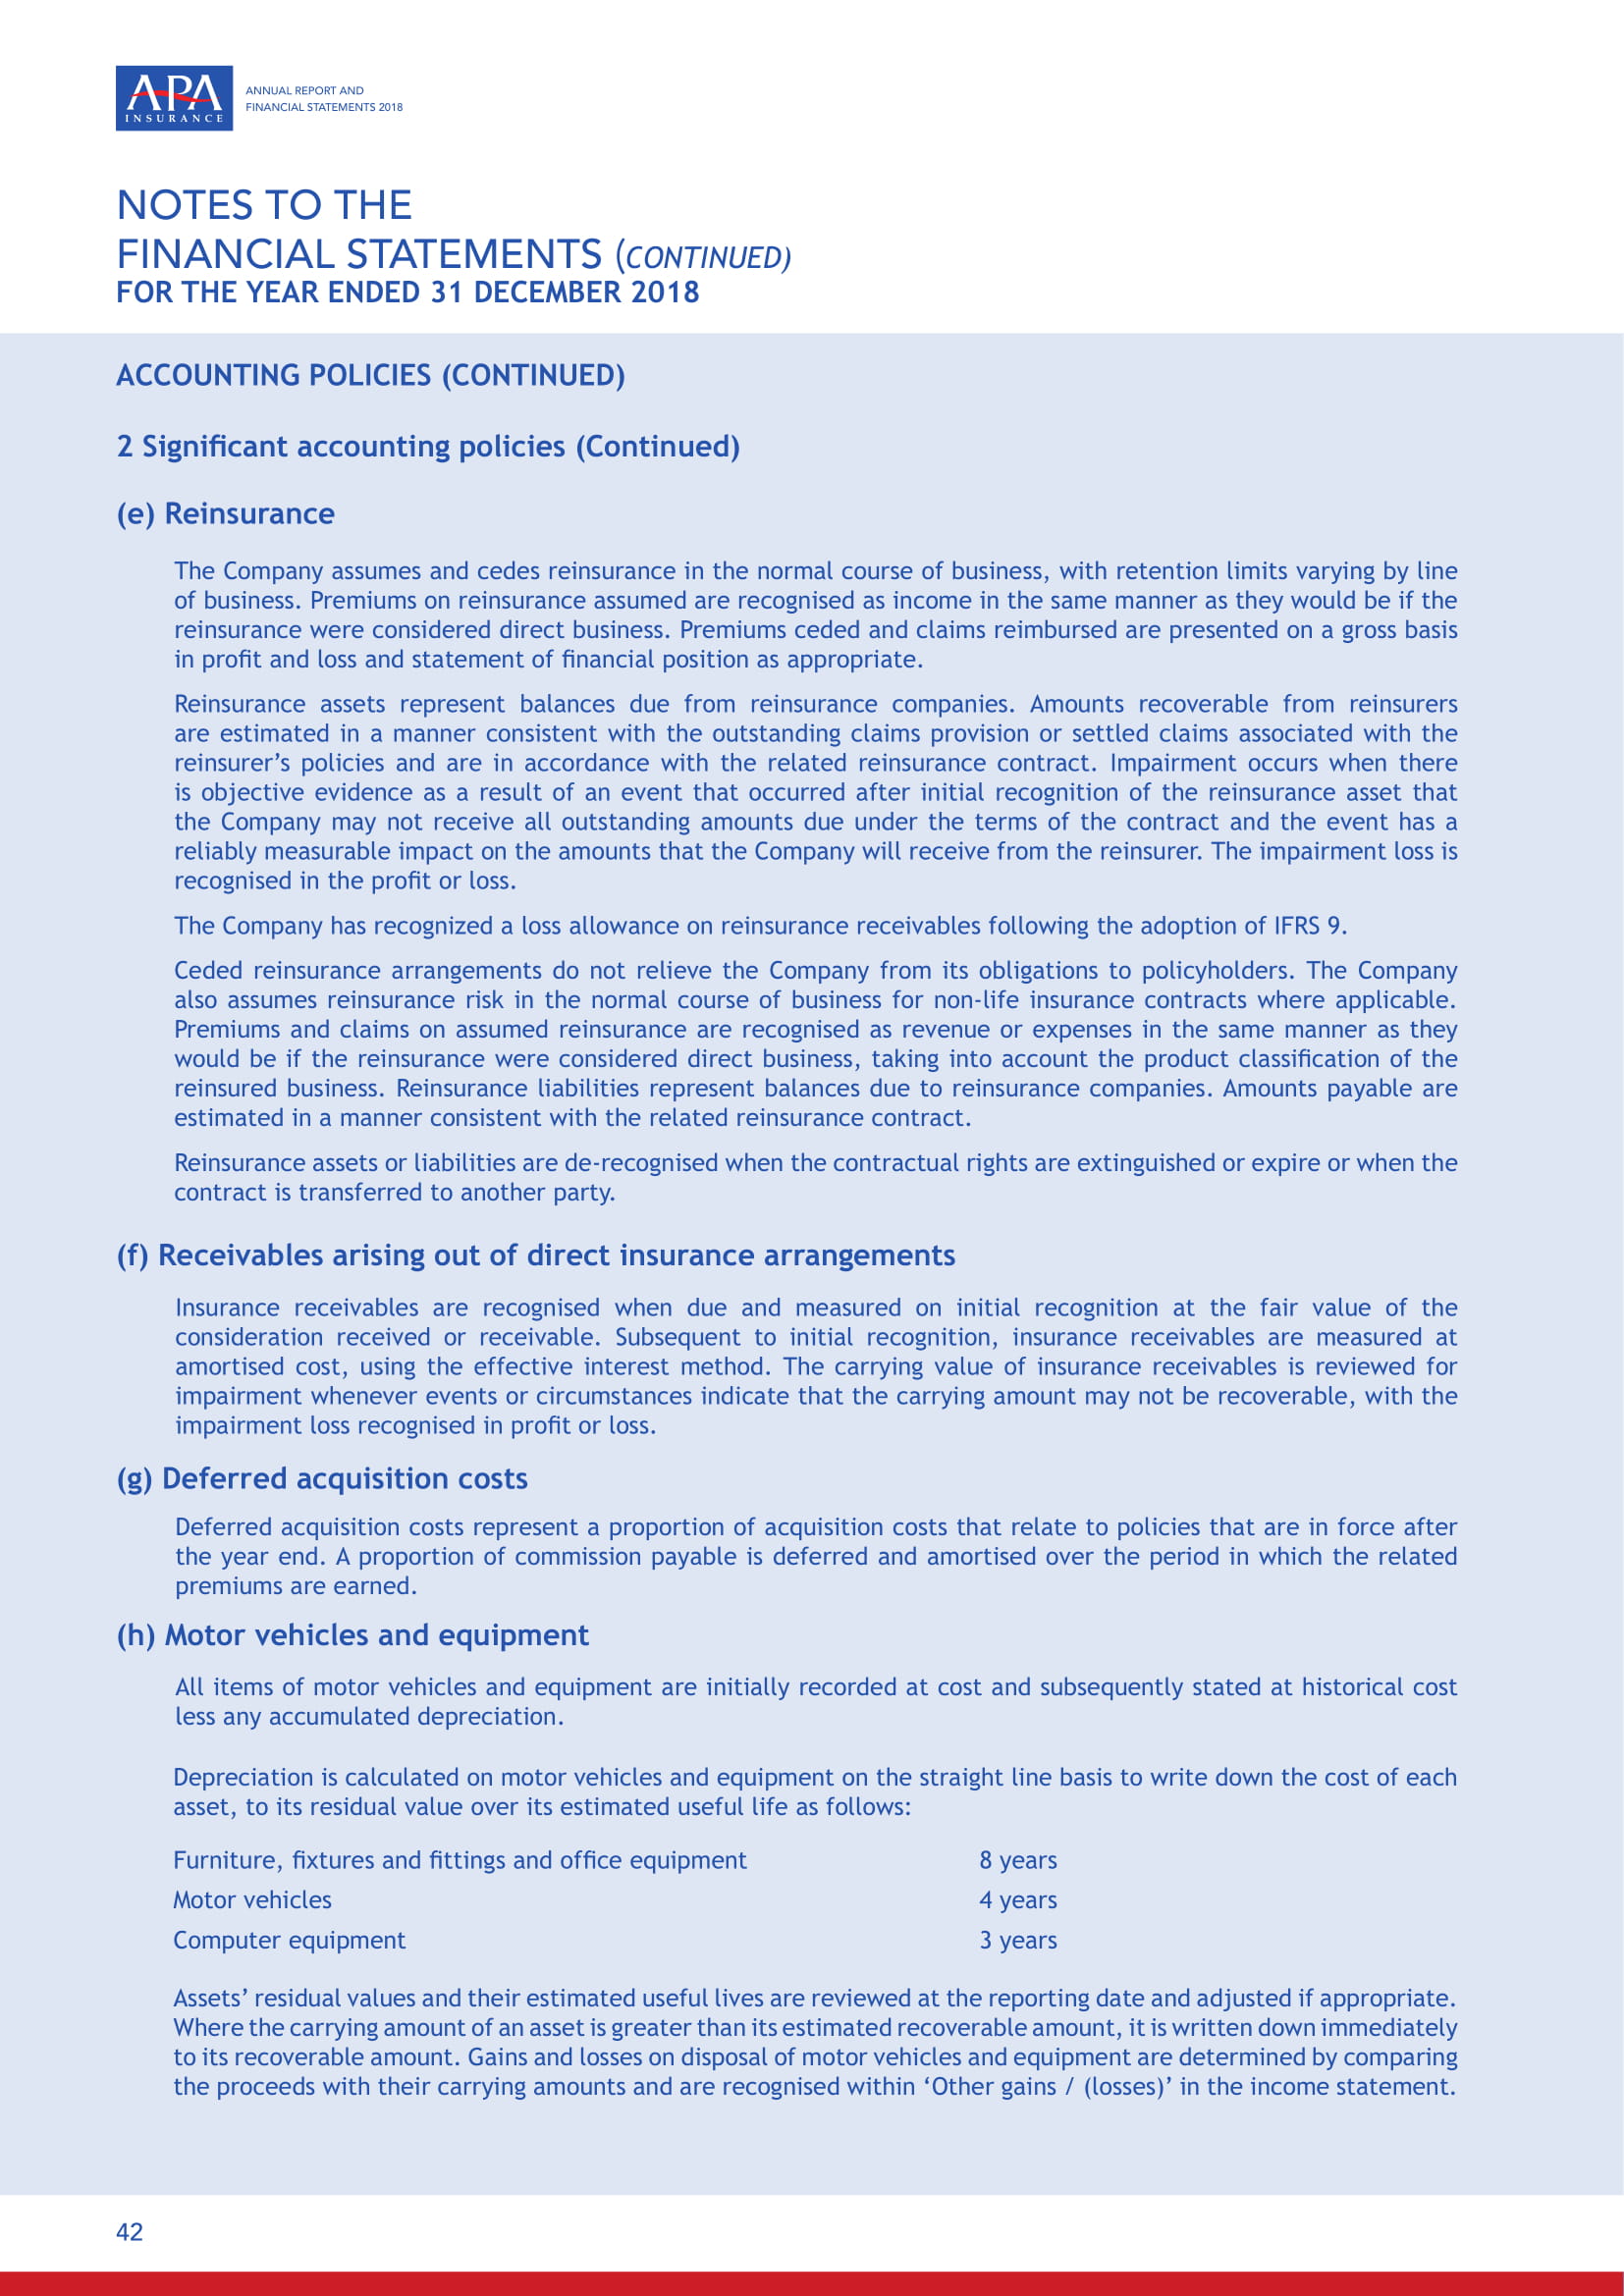 APA
INSURANCE
ANNUAL REPORT AND
FINANCIAL STATEMENTS 2018
NOTES TO THE
FINANCIAL STATEMENTS (CONTINUED)
FOR THE YEAR ENDED 31 DECEMBER 2018
ACCOUNTING POLICIES (CONTINUED)
2 Significant accounting policies (Continued)
(e) Reinsurance
The Company assumes and cedes reinsurance in the normal course of business, with retention limits varying by line
of business. Premiums on reinsurance assumed are recognised as income in the same manner as they would be if the
reinsurance were considered direct business. Premiums ceded and claims reimbursed are presented on a gross basis
in profit and loss and statement of financial position as appropriate.
Reinsurance assets represent balances due from reinsurance companies. Amounts recoverable from reinsurers
are estimated in a manner consistent with the outstanding claims provision or settled claims associated with the
reinsurer’s policies and are in accordance with the related reinsurance contract. Impairment occurs when there
is objective evidence as a result of an event that occurred after initial recognition of the reinsurance asset that
the Company may not receive all outstanding amounts due under the terms of the contract and the event has a
reliably measurable impact on the amounts that the Company will receive from the reinsurer. The impairment loss is
recognised in the profit or loss.
The Company has recognized a loss allowance on reinsurance receivables following the adoption of IFRS 9.
Ceded reinsurance arrangements do not relieve the Company from its obligations to policyholders. The Company
also assumes reinsurance risk in the normal course of business for non-life insurance contracts where applicable.
Premiums and claims on assumed reinsurance are recognised as revenue or expenses in the same manner as they
would be if the reinsurance were considered direct business, taking into account the product classification of the
reinsured business. Reinsurance liabilities represent balances due to reinsurance companies. Amounts payable are
estimated in a manner consistent with the related reinsurance contract.
Reinsurance assets or liabilities are de-recognised when the contractual rights are extinguished or expire or when the
contract is transferred to another party.
(f) Receivables arising out of direct insurance arrangements
Insurance receivables are recognised when due and measured on initial recognition at the fair value of the
consideration received or receivable. Subsequent to initial recognition, insurance receivables are measured at
amortised cost, using the effective interest method. The carrying value of insurance receivables is reviewed for
impairment whenever events or circumstances indicate that the carrying amount may not be recoverable, with the
impairment loss recognised in profit or loss.
(g) Deferred acquisition costs
Deferred acquisition costs represent a proportion of acquisition costs that relate to policies that are in force after
the year end. A proportion of commission payable is deferred and amortised over the period in which the related
premiums are earned.
(h) Motor vehicles and equipment
All items of motor vehicles and equipment are initially recorded at cost and subsequently stated at historical cost
less any accumulated depreciation.
Depreciation is calculated on motor vehicles and equipment on the straight line basis to write down the cost of each
asset, to its residual value over its estimated useful life as follows:
Furniture, fixtures and fittings and office equipment 8 years
Motor vehicles 4 years
Computer equipment 3 years
Assets’ residual values and their estimated useful lives are reviewed at the reporting date and adjusted if appropriate.
Where the carrying amount of an asset is greater than its estimated recoverable amount, it is written down immediately
to its recoverable amount. Gains and losses on disposal of motor vehicles and equipment are determined by comparing
the proceeds with their carrying amounts and are recognised within ‘Other gains / (losses)’ in the income statement.
42